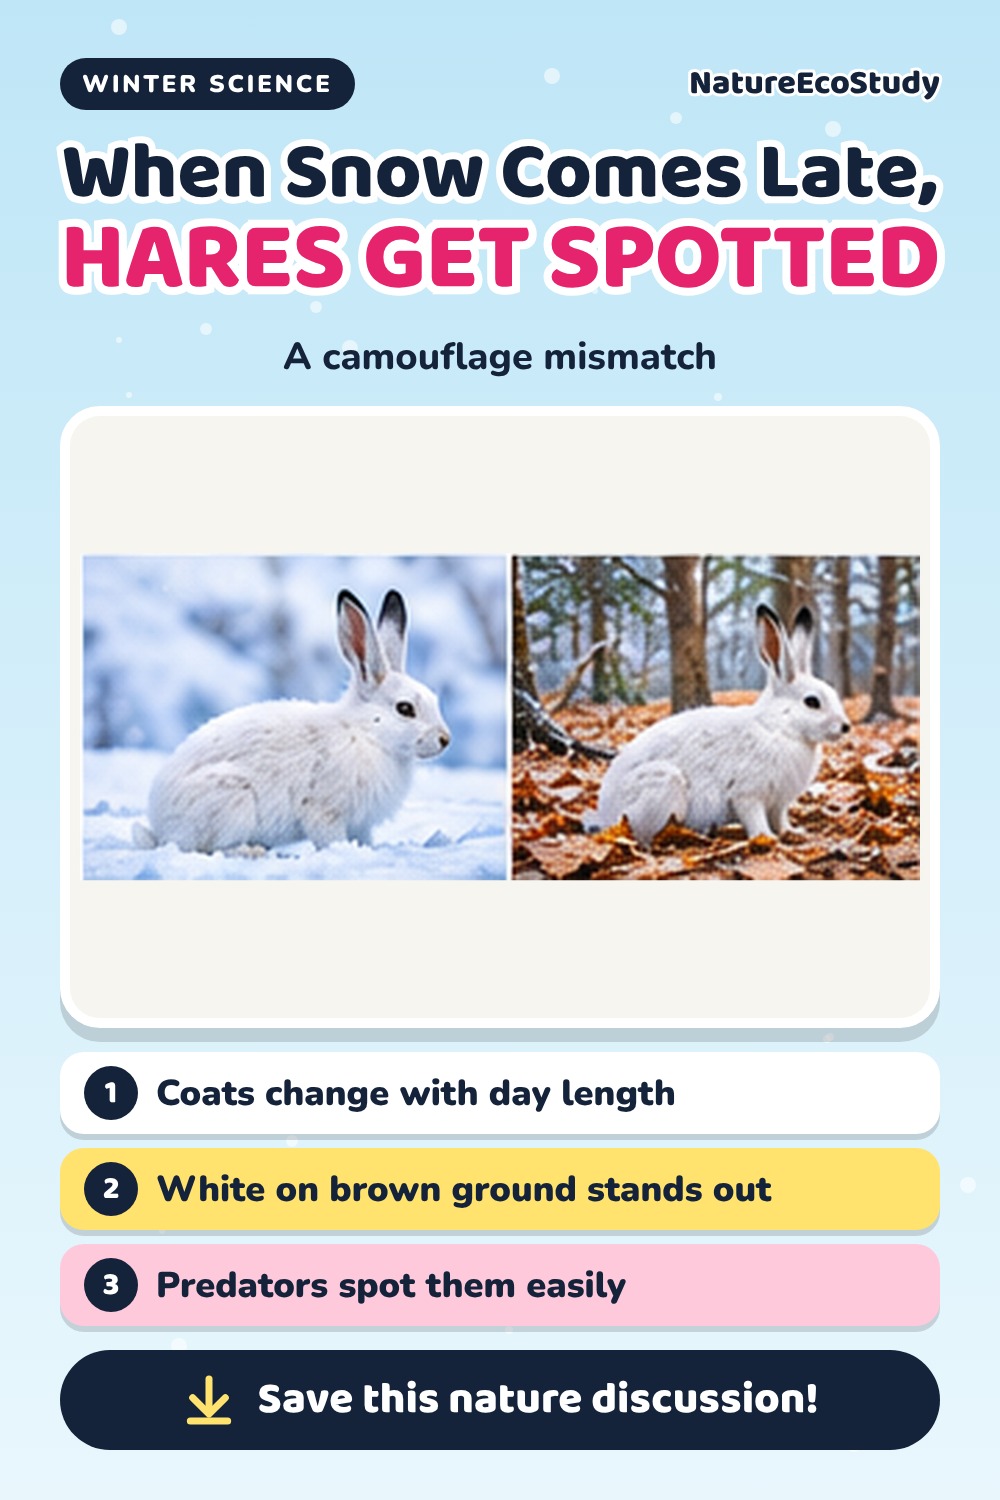 WINTER SCIENCE
NatureEcoStudy
When Snow Comes Late,
HARES GET SPOTTED
A camouflage mismatch
1 Coats change with day length
2 White on brown ground stands out
3 Predators spot them easily
Save this nature discussion!